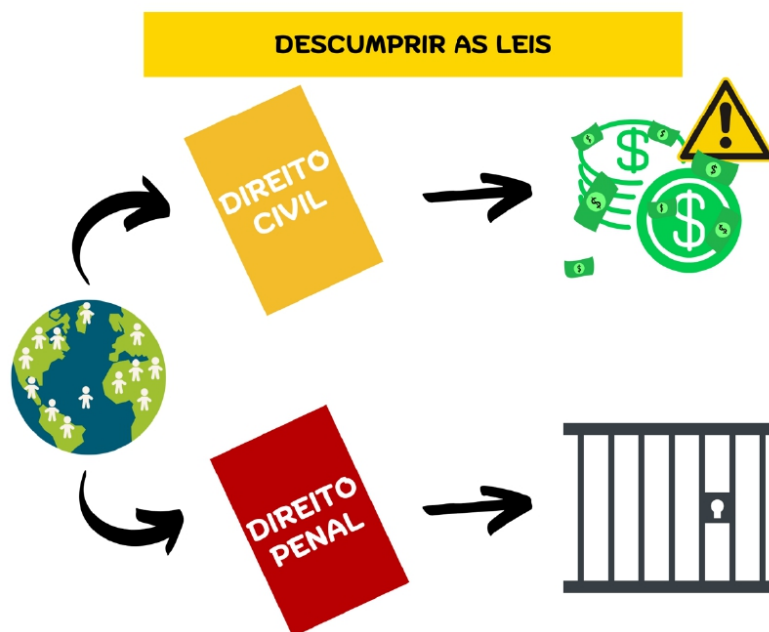 DESCUMPRIR AS LEIS
DIREITO
CIVIL
$
$
$
$
$
$
$
$
$
!
DIREITO
PENAL